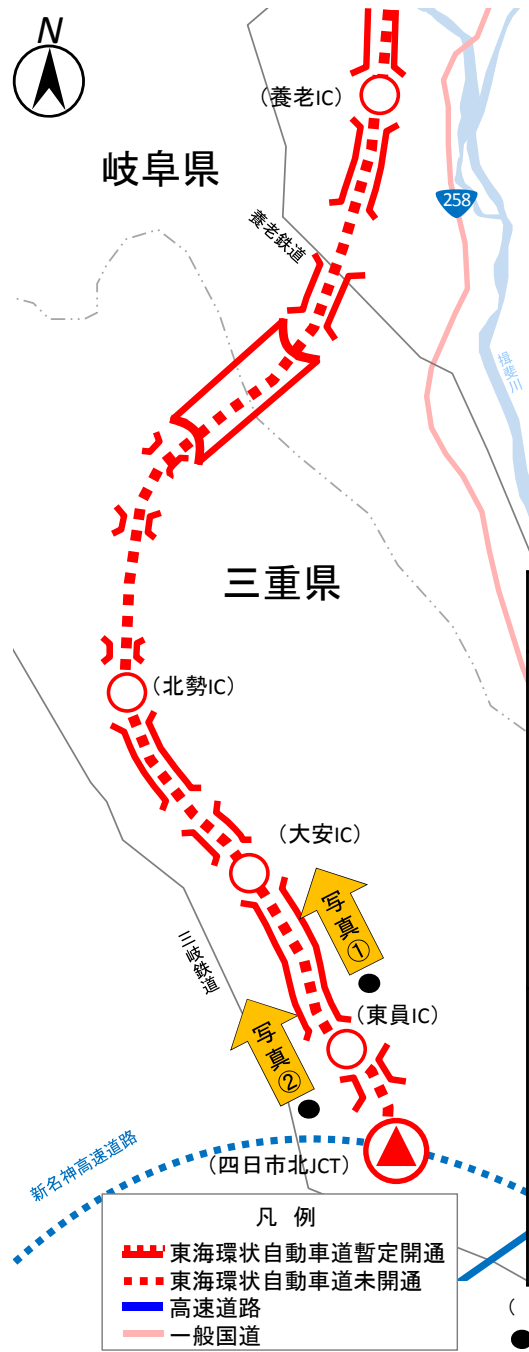 N
(養老IC)
岐阜県
258
養老鉄道
揖斐川
三重県
(北勢IC)
(大安IC)
写真①
三岐鉄道
(東員IC)
写真②
新名神高速道路
(四日市北JCT)
凡 例
東海環状自動車道暫定開通
東海環状自動車道未開通
高速道路
一般国道
(